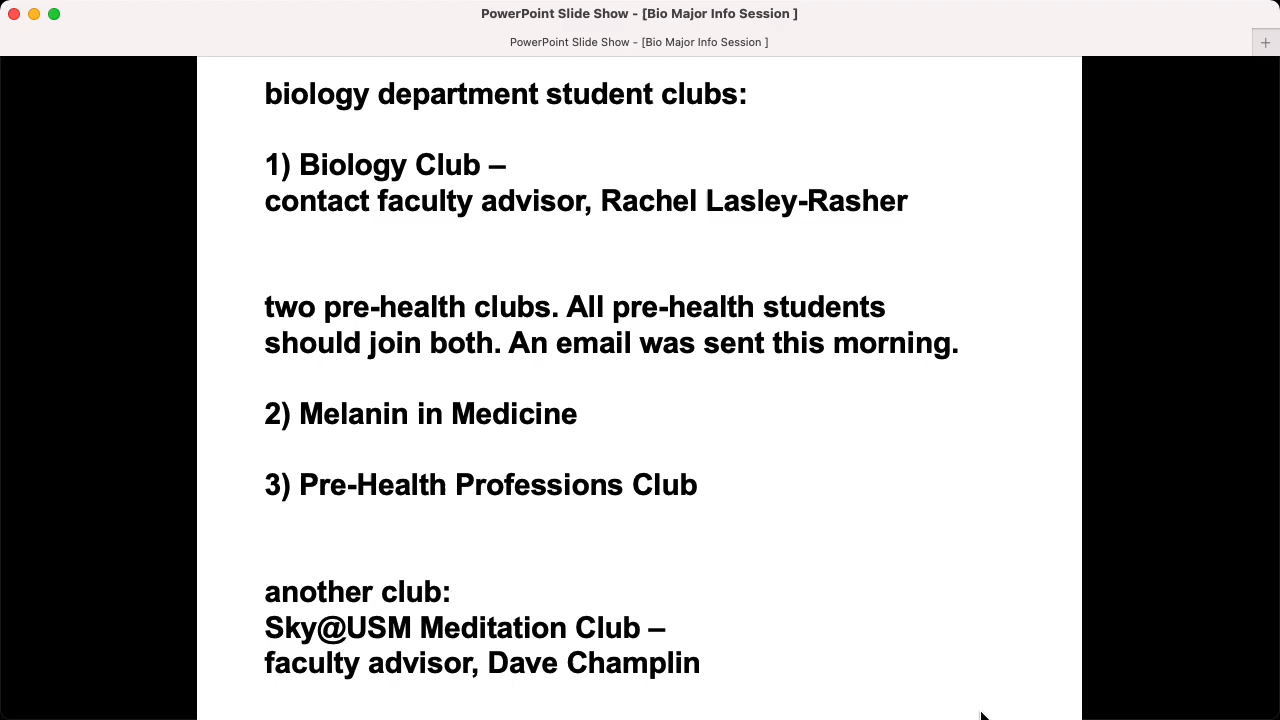 PowerPoint Slide Show - [Bio Major Info Session ]
PowerPoint Slide Show - [Bio Major Info Session ]
biology department student clubs:
1) Biology Club –
contact faculty advisor, Rachel Lasley-Rasher
two pre-health clubs. All pre-health students
should join both. An email was sent this morning.
2) Melanin in Medicine
3) Pre-Health Professions Club
another club:
Sky@USM Meditation Club –
faculty advisor, Dave Champlin